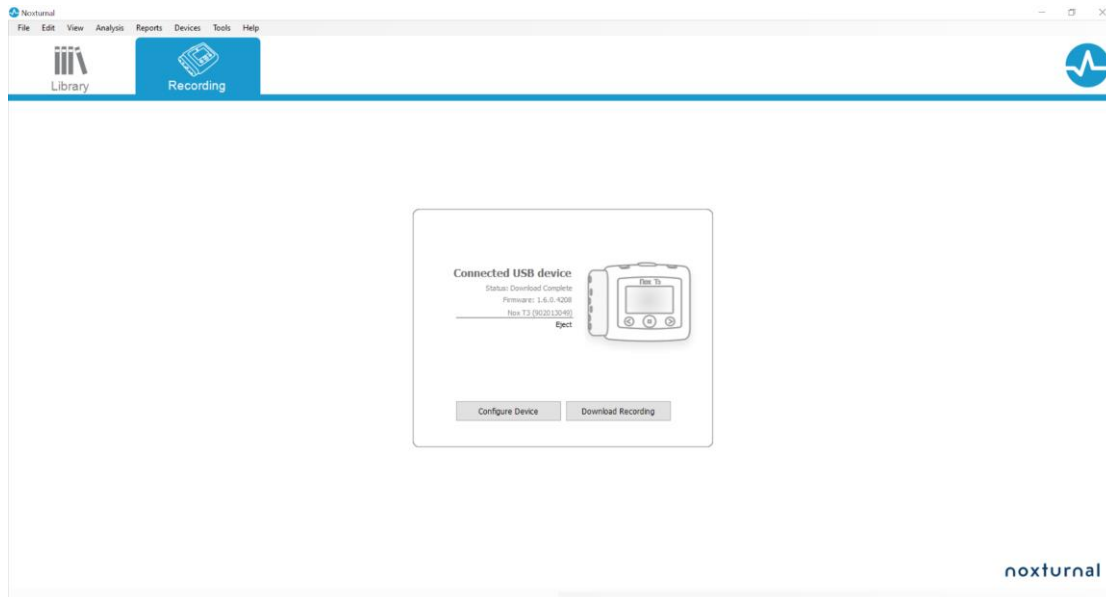 Noxturnal
File Edit View Analysis Reports Devices Tools Help
Library Recording
Connected USB device
Status: Download Complete
Firmware: 1.6.0.4208
Nox T3 (902013049)
Eject
Nox T3
Configure Device Download Recording
noxturnal